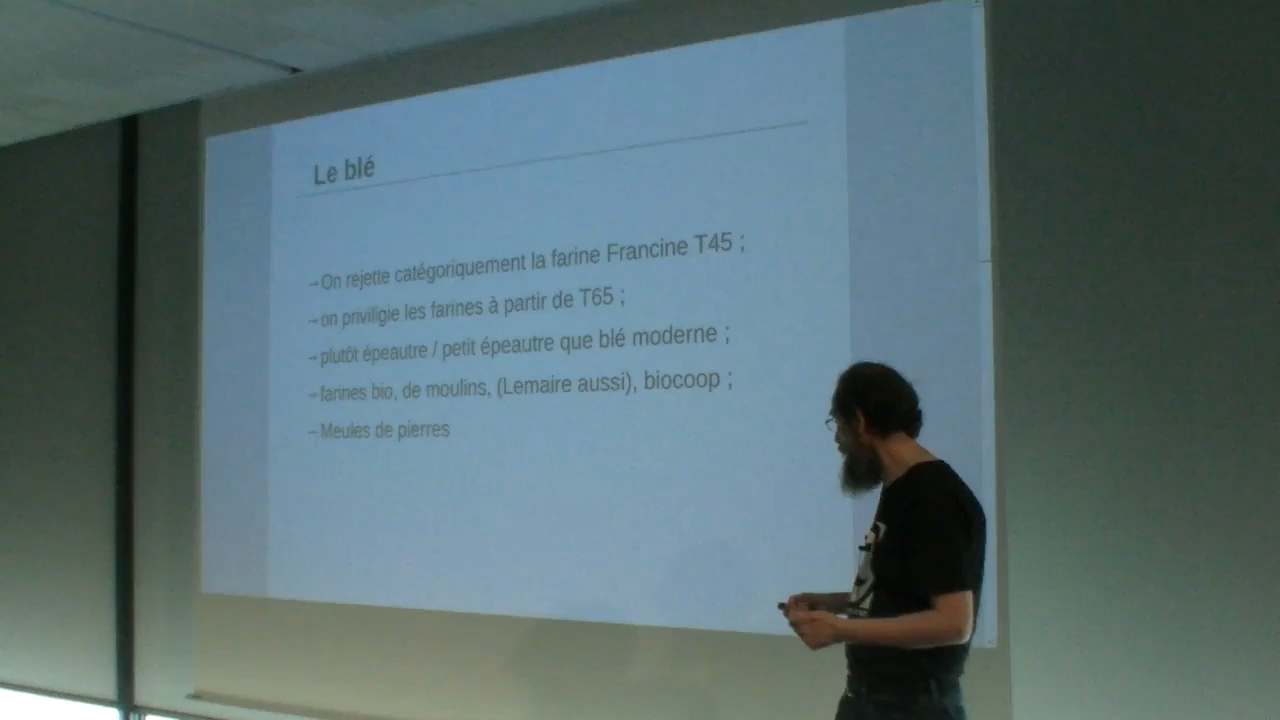 Le blé
→On rejette catégoriquement la farine Francine T45 ;
→on priviligie les farines à partir de T65 ;
→plutôt épeautre / petit épeautre que blé moderne ;
→farines bio, de moulins, (Lemaire aussi), biocoop ;
→Meules de pierres